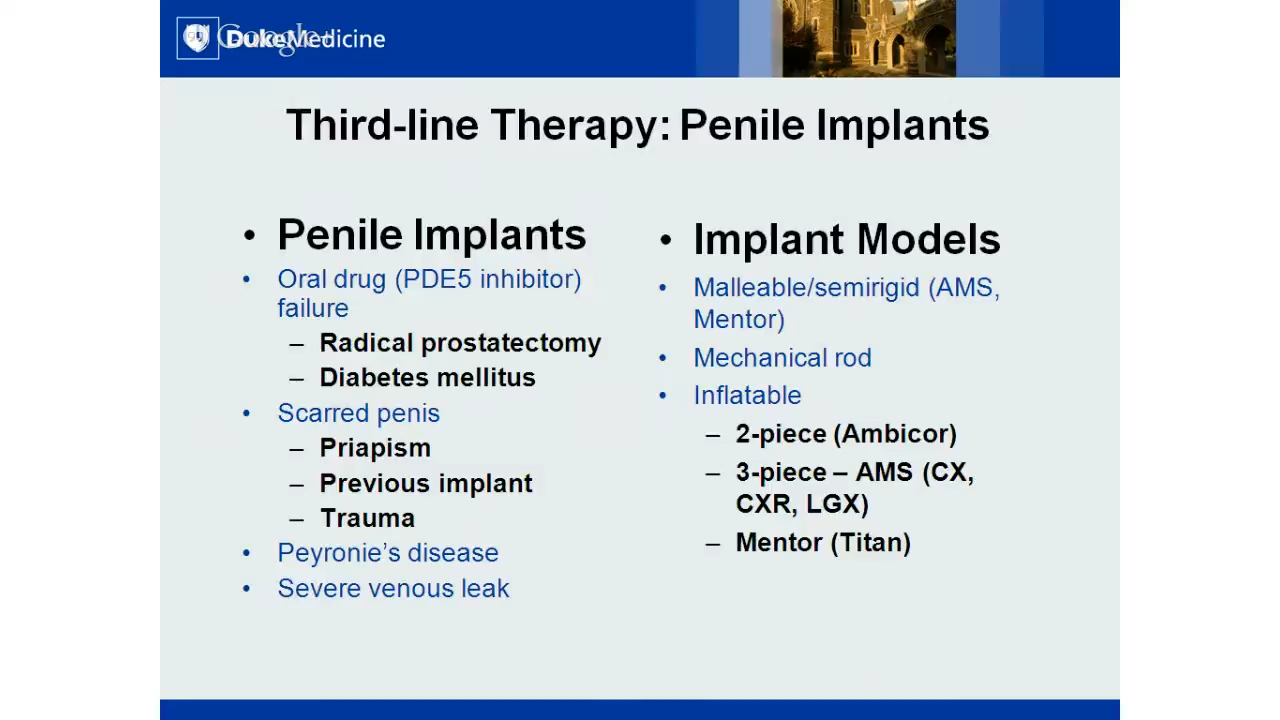 DukeMedicine
Google+
Third-line Therapy: Penile Implants
• Penile Implants
• Oral drug (PDE5 inhibitor)
failure
– Radical prostatectomy
– Diabetes mellitus
• Scarred penis
– Priapism
– Previous implant
– Trauma
• Peyronie’s disease
• Severe venous leak
• Implant Models
• Malleable/semirigid (AMS,
Mentor)
• Mechanical rod
• Inflatable
– 2-piece (Ambicor)
– 3-piece – AMS (CX,
CXR, LGX)
– Mentor (Titan)